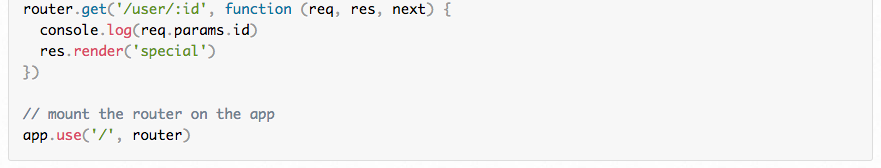 router.get('/user/:id', function (req, res, next) {
  console.log(req.params.id)
  res.render('special')
})

// mount the router on the app
app.use('/', router)